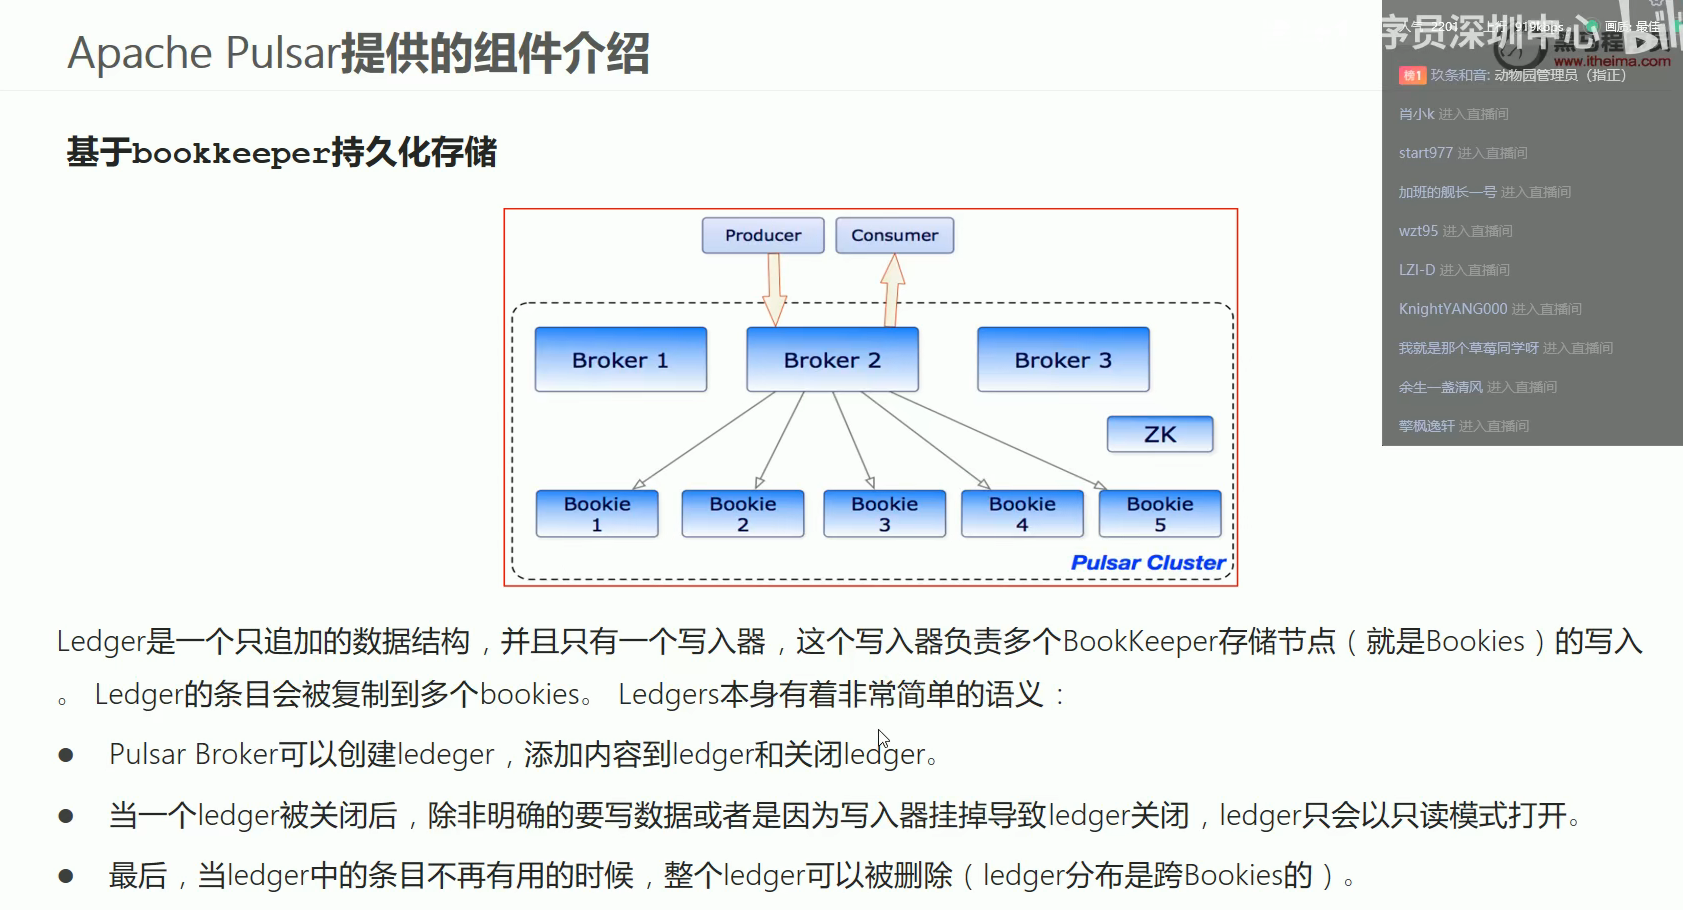 Apache Pulsar提供的组件介绍
基于bookkeeper持久化存储
Producer
Consumer
Broker 1
Broker 2
Broker 3
ZK
Bookie
1
Bookie
2
Bookie
3
Bookie
4
Bookie
5
Pulsar Cluster
Ledger是一个只追加的数据结构，并且只有一个写入器，这个写入器负责多个BookKeeper存储节点（就是Bookies）的写入
。 Ledger的条目会被复制到多个bookies。 Ledgers本身有着非常简单的语义：
● Pulsar Broker可以创建ledeger，添加内容到ledger和关闭ledger。
● 当一个ledger被关闭后，除非明确的要写数据或者是因为写入器挂掉导致ledger关闭，ledger只会以只读模式打开。
● 最后，当ledger中的条目不再有用的时候，整个ledger可以被删除（ledger分布是跨Bookies的）。
序员深圳中心
2201
919kbps
画质: 最佳
www.itheima.com
榜1 玖条和音: 动物园管理员（指正）
肖小k 进入直播间
start977 进入直播间
加班的舰长一号 进入直播间
wzt95 进入直播间
LZI-D 进入直播间
KnightYANG000 进入直播间
我就是那个草莓同学呀 进入直播间
余生一盏清风 进入直播间
擎枫逸轩 进入直播间